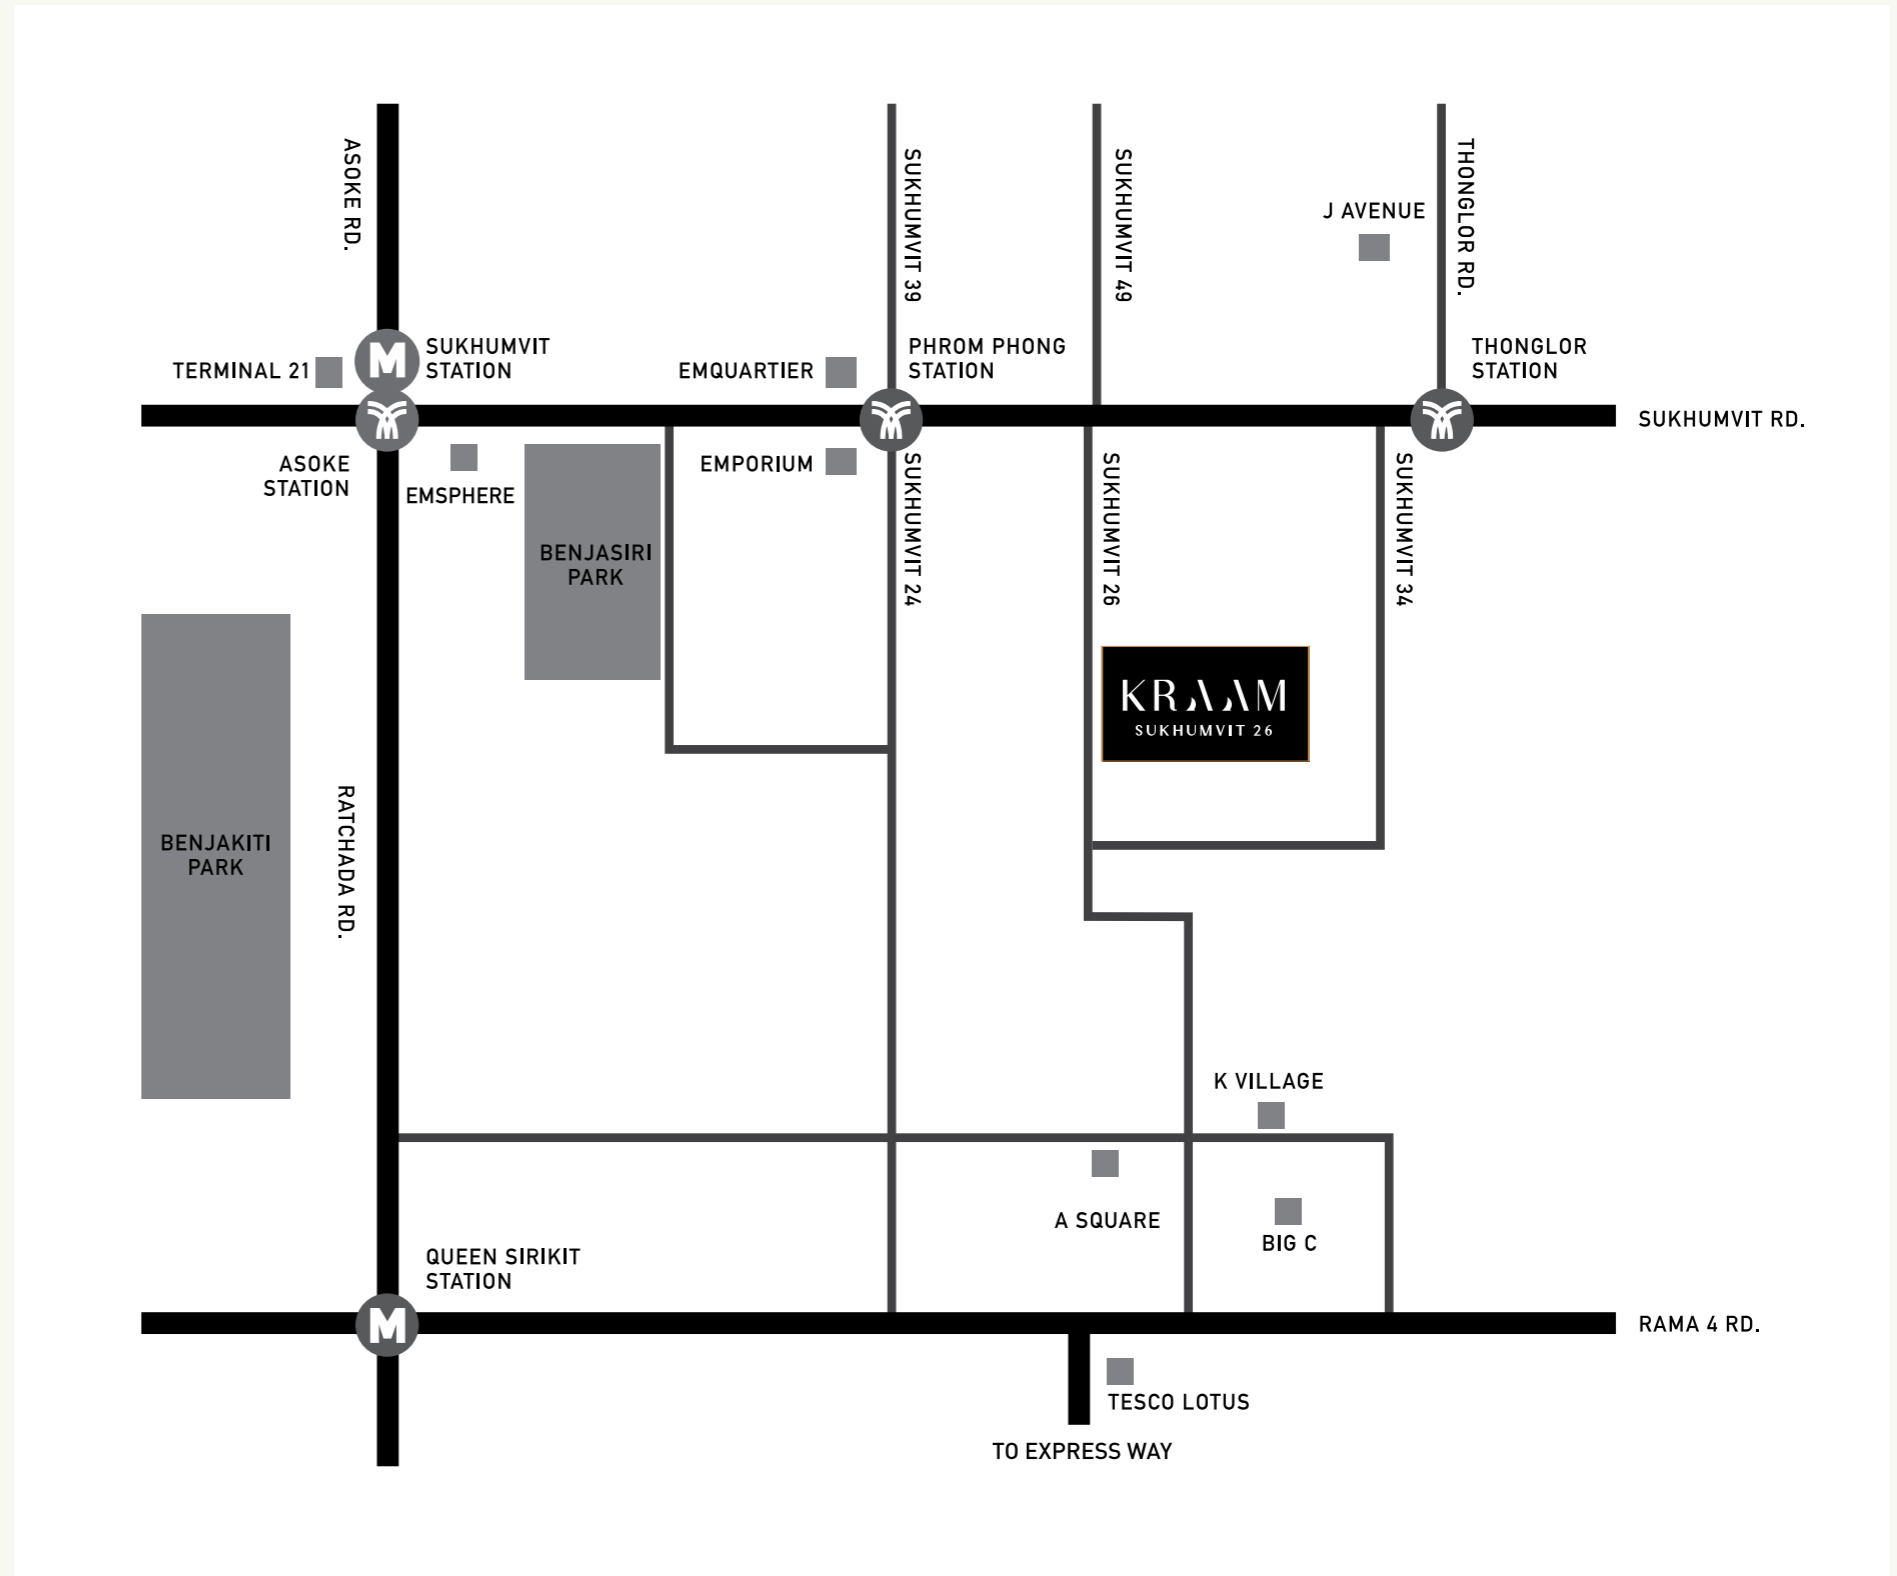 ASOKE RD.
SUKHUMVIT 39
SUKHUMVIT 49
THONGLOR RD.
J AVENUE
TERMINAL 21
M
SUKHUMVIT
STATION
EMQUARTIER
PHROM PHONG
STATION
THONGLOR
STATION
SUKHUMVIT RD.
ASOKE
STATION
EMSPHERE
EMPORIUM
SUKHUMVIT 24
SUKHUMVIT 26
SUKHUMVIT 34
BENJASIRI
PARK
KRAAM
SUKHUMVIT 26
BENJAKITI
PARK
RATCHADA RD.
K VILLAGE
A SQUARE
BIG C
QUEEN SIRIKIT
STATION
M
RAMA 4 RD.
TESCO LOTUS
TO EXPRESS WAY